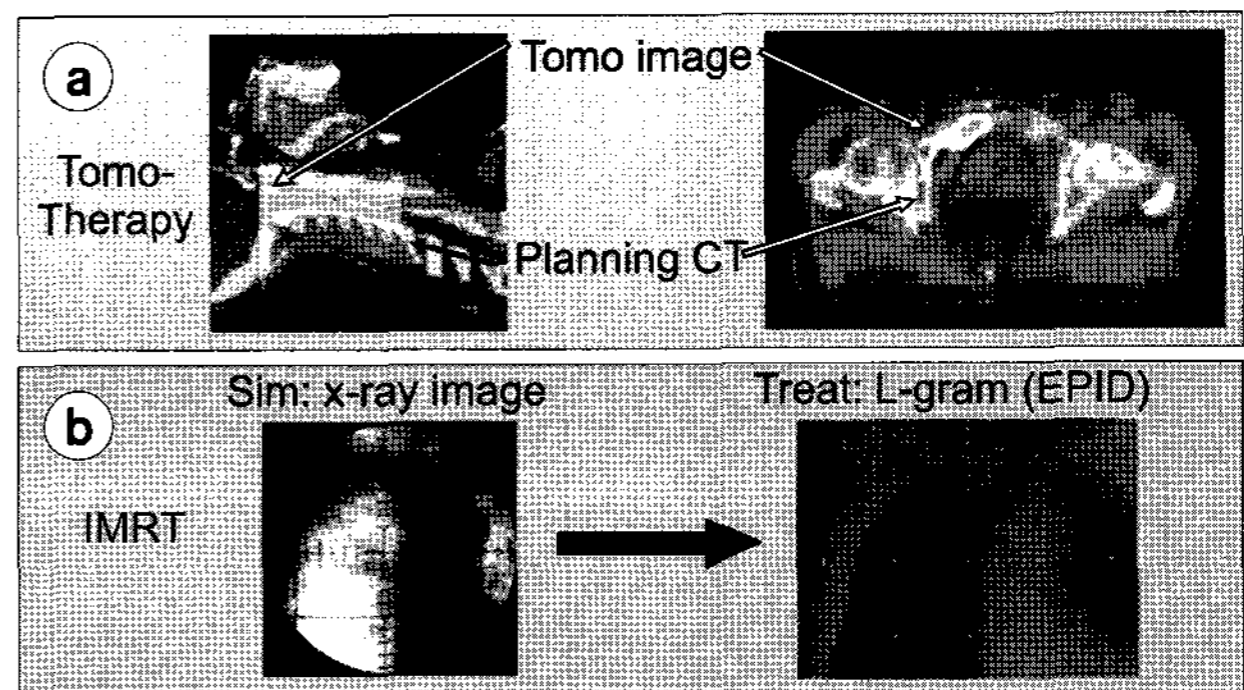 a
Tomo image
Tomo-
Therapy
Planning CT
Sim: x-ray image
Treat: L-gram (EPID)
b
IMRT